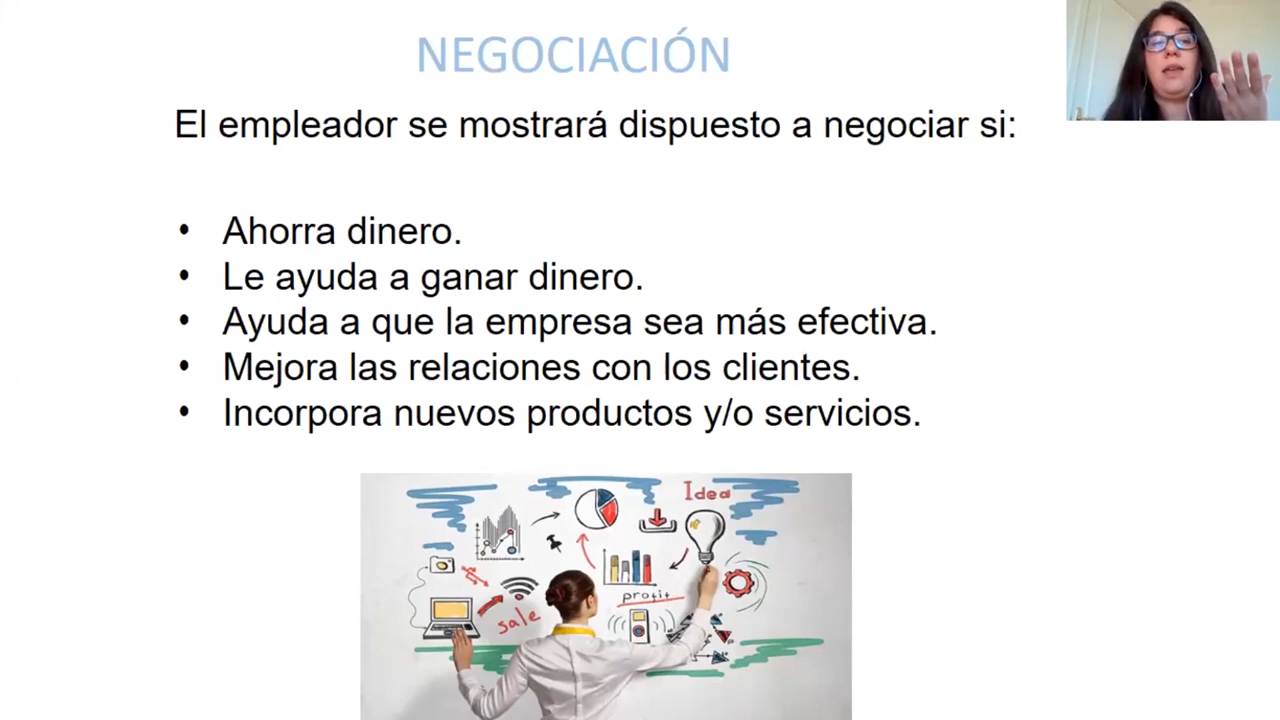 NEGOCIACIÓN
El empleador se mostrará dispuesto a negociar si:
• Ahorra dinero.
• Le ayuda a ganar dinero.
• Ayuda a que la empresa sea más efectiva.
• Mejora las relaciones con los clientes.
• Incorpora nuevos productos y/o servicios.
Idea
profit
sale